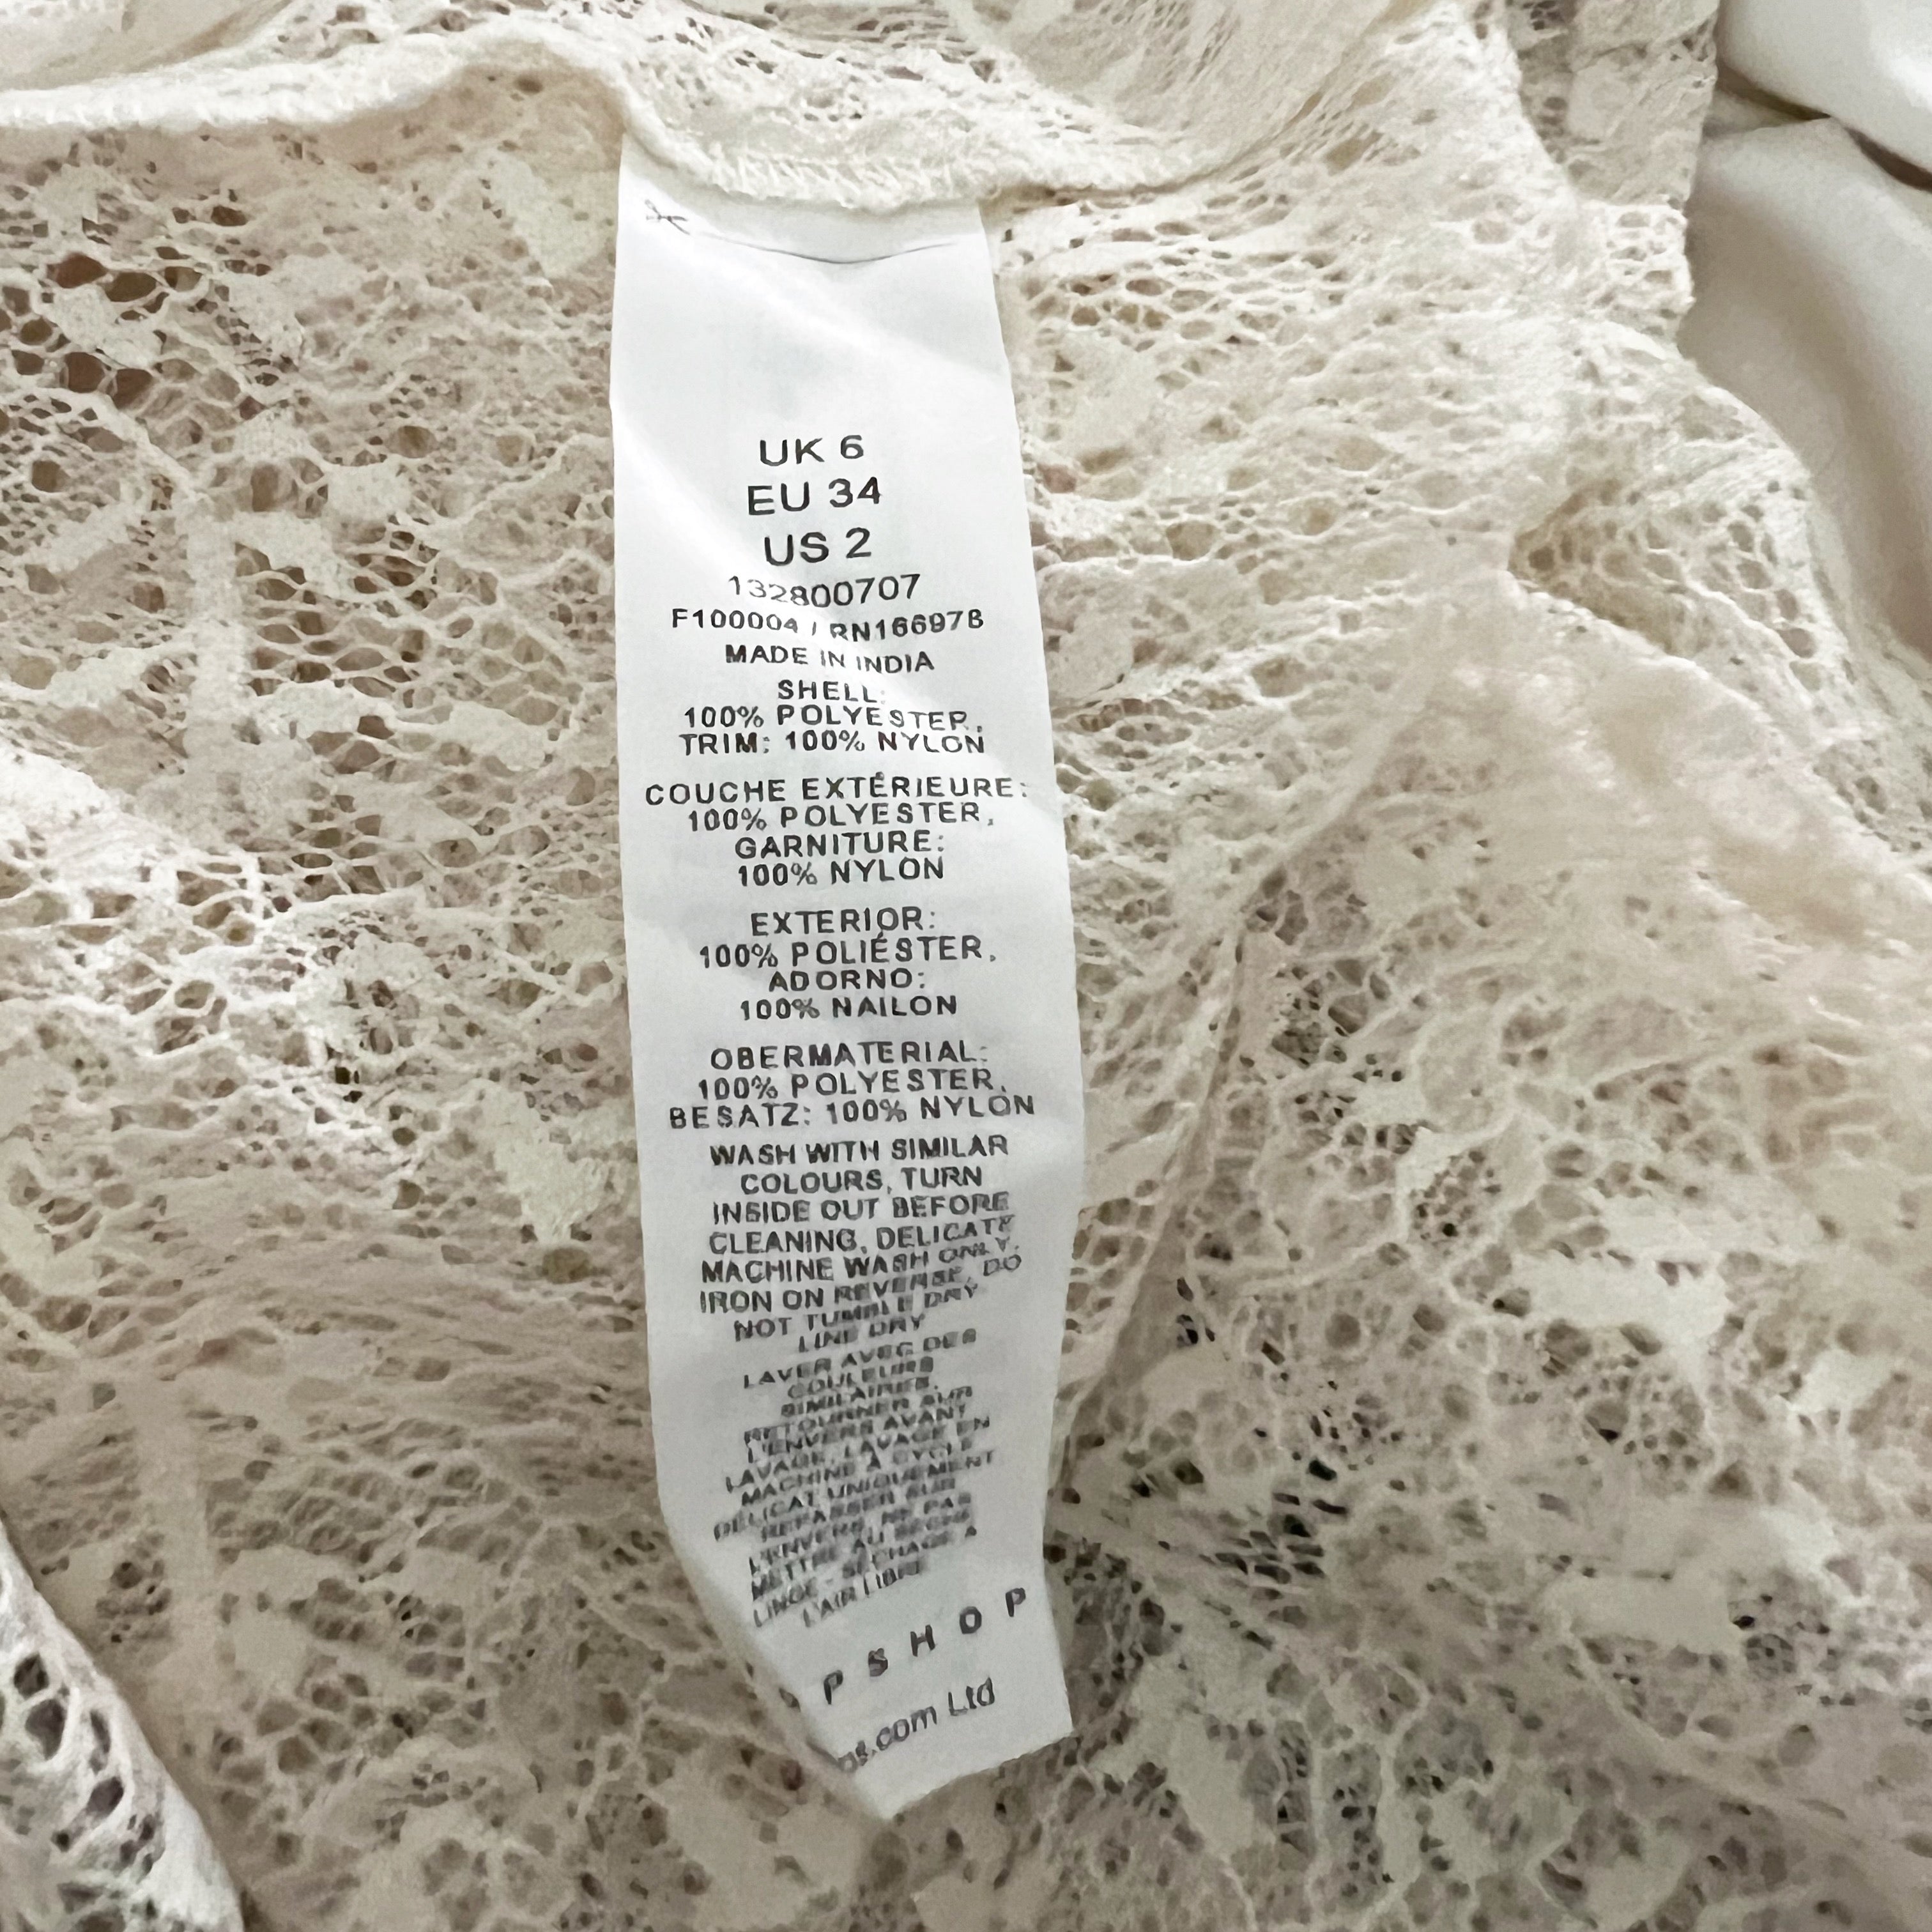 UK 6
EU 34
US 2
132800707
F100004 / RN166978
MADE IN INDIA
SHELL:
100% POLYESTER,
TRIM: 100% NYLON
COUCHE EXTÉRIEURE:
100% POLYESTER,
GARNITURE:
100% NYLON
EXTERIOR:
100% POLIÉSTER,
ADORNO:
100% NAILON
OBERMATERIAL:
100% POLYESTER,
BESATZ: 100% NYLON
WASH WITH SIMILAR
COLOURS, TURN
INSIDE OUT BEFORE
CLEANING, DELICATE
MACHINE WASH ONLY.
IRON ON REVERSE, DO
NOT TUMBLE DRY
LINE DRY
LAVER AVEC DES
COULEURS
SIMILAIRES.
RETOURNER SUR
L'ENVERS AVANT
LAVAGE. LAVAGE EN
MACHINE À CYCLE
DÉLICAT UNIQUEMENT
REPASSER SUR
L'ENVERS, NE PAS
METTRE AU SÈCHE
LINGE - SÉCHAGE À
L'AIR LIBRE
PSHOP
os.com Ltd